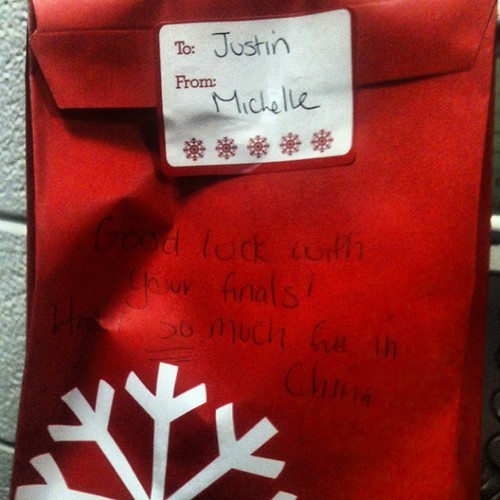 To: Justin
From:
Michelle
Good luck with
your finals!
Have so much fun in
China